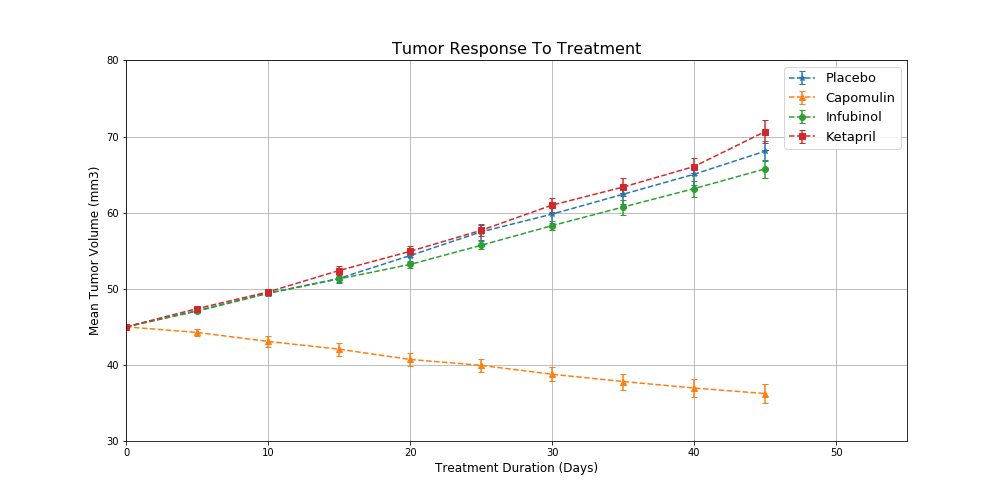 Tumor Response To Treatment
Placebo
Capomulin
Infubinol
Ketapril
Mean Tumor Volume (mm3)
80
70
60
50
40
30
0 10 20 30 40 50
Treatment Duration (Days)